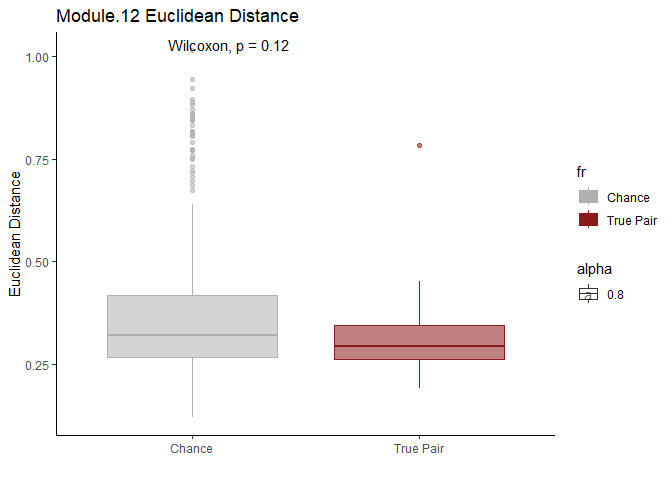 Module.12 Euclidean Distance
Wilcoxon, p = 0.12
1.00
0.75
0.50
0.25
Euclidean Distance
Chance
True Pair
fr
Chance
True Pair
alpha
a 0.8